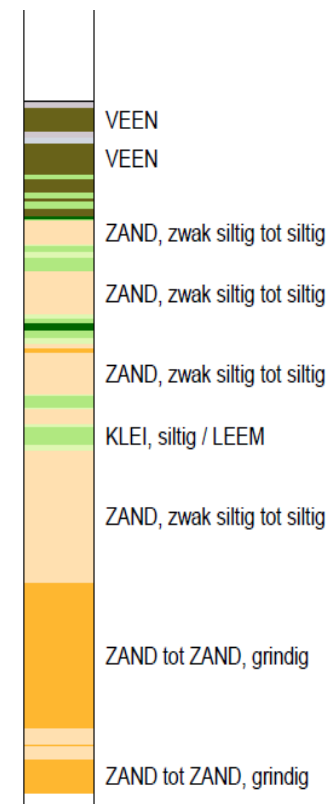 VEEN
VEEN
ZAND, zwak siltig tot siltig
ZAND, zwak siltig tot siltig
ZAND, zwak siltig tot siltig
KLEI, siltig / LEEM
ZAND, zwak siltig tot siltig
ZAND tot ZAND, grindig
ZAND tot ZAND, grindig